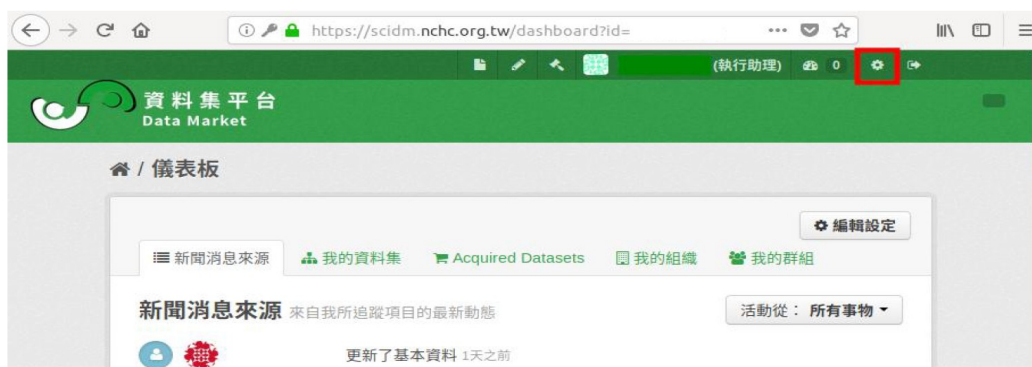 https://scidm.nchc.org.tw/dashboard?id=
(執行助理) 0
資料集平台
Data Market
/ 儀表板
編輯設定
新聞消息來源 我的資料集 Acquired Datasets 我的組織 我的群組
新聞消息來源 來自我所追蹤項目的最新動態 活動從： 所有事物
更新了基本資料 1天之前